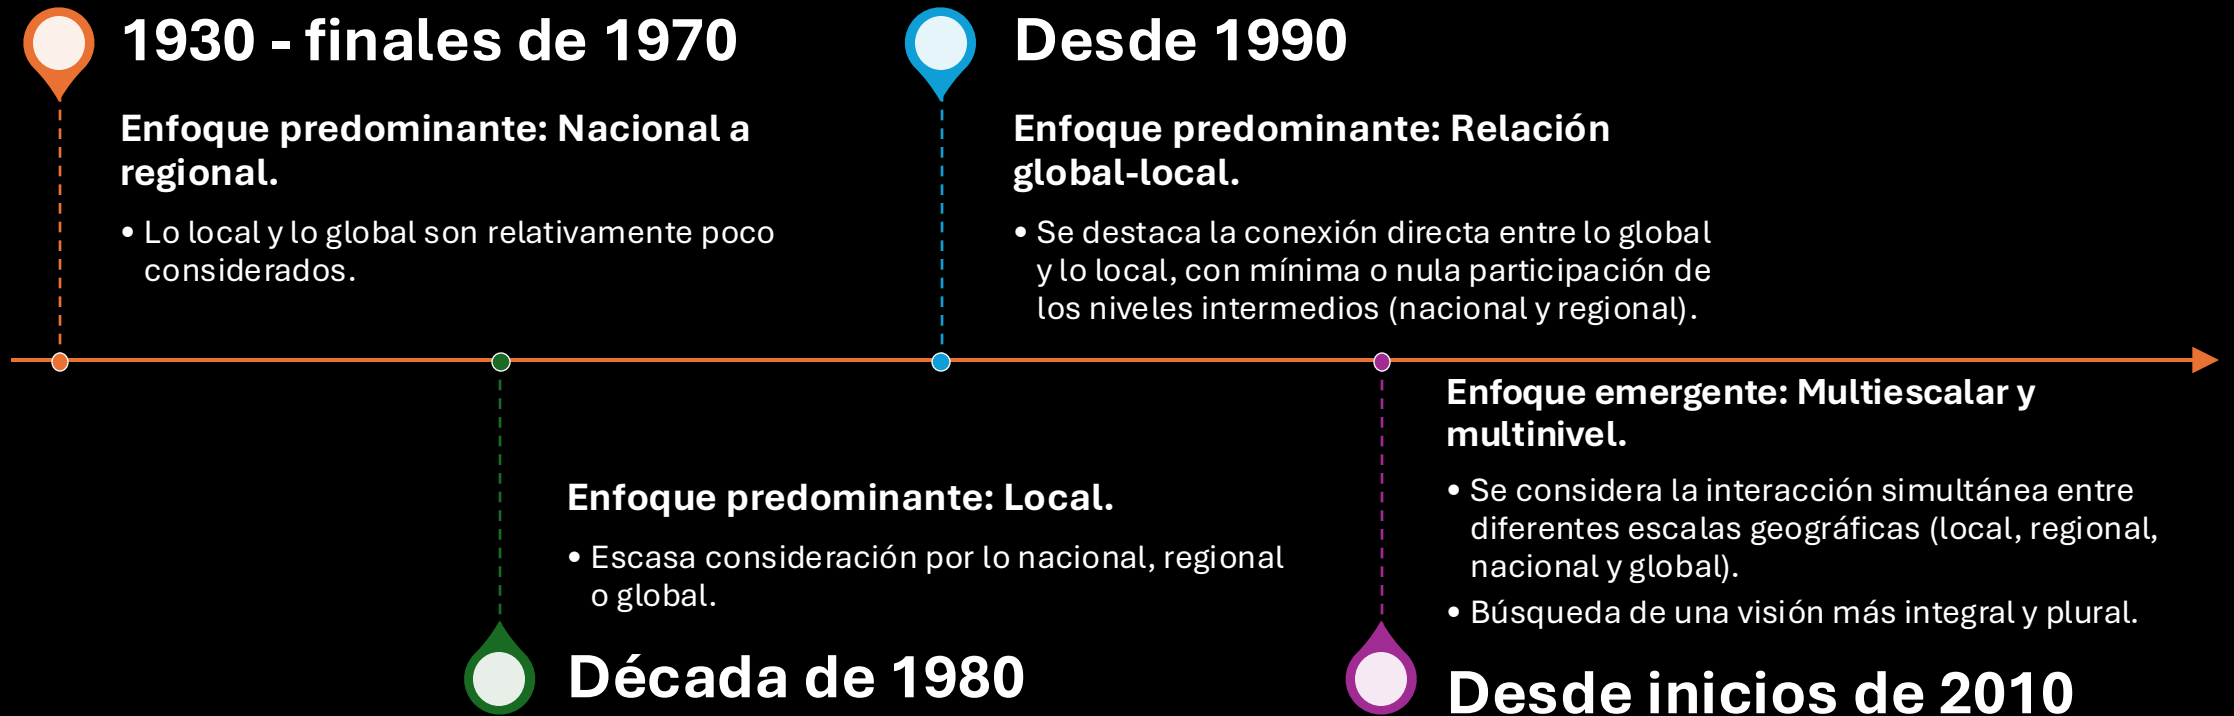 1930 - finales de 1970
Enfoque predominante: Nacional a
regional.
• Lo local y lo global son relativamente poco
considerados.
Enfoque predominante: Local.
• Escasa consideración por lo nacional, regional
o global.
Década de 1980
Desde 1990
Enfoque predominante: Relación
global-local.
• Se destaca la conexión directa entre lo global
y lo local, con mínima o nula participación de
los niveles intermedios (nacional y regional).
Enfoque emergente: Multiescalar y
multinivel.
• Se considera la interacción simultánea entre
diferentes escalas geográficas (local, regional,
nacional y global).
• Búsqueda de una visión más integral y plural.
Desde inicios de 2010